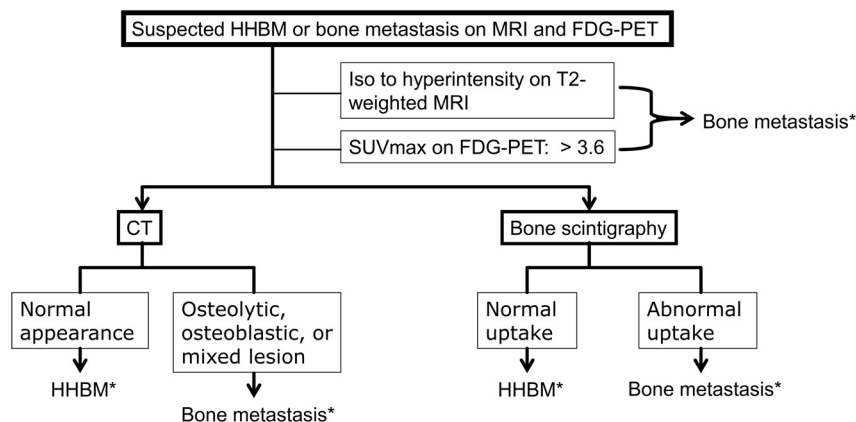 Suspected HHBM or bone metastasis on MRI and FDG-PET
Iso to hyperintensity on T2-
weighted MRI
Bone metastasis*
SUVmax on FDG-PET: > 3.6
CT
Bone scintigraphy
Normal
appearance
Osteolytic,
osteoblastic, or
mixed lesion
Normal
uptake
Abnormal
uptake
HHBM*
Bone metastasis*
HHBM*
Bone metastasis*